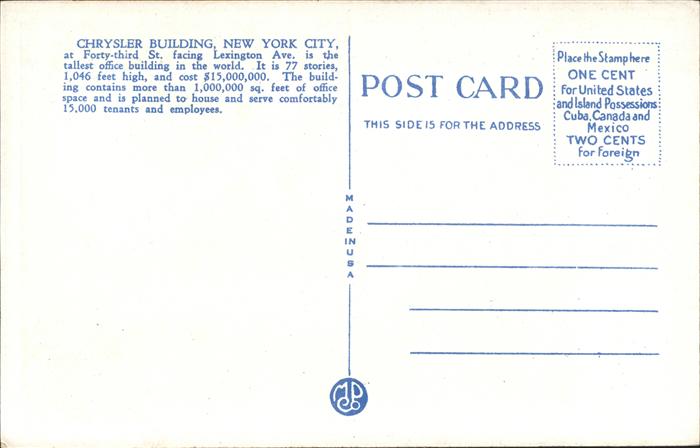 CHRYSLER BUILDING, NEW YORK CITY,
at Forty-third St. facing Lexington Ave. is the
tallest office building in the world. It is 77 stories,
1,046 feet high, and cost $15,000,000. The build-
ing contains more than 1,000,000 sq. feet of office
space and is planned to house and serve comfortably
15,000 tenants and employees.
POST CARD
THIS SIDE IS FOR THE ADDRESS
Place the Stamp here
ONE CENT
For United States
and Island Possessions
Cuba, Canada and
Mexico
TWO CENTS
for Foreign
MADE IN USA